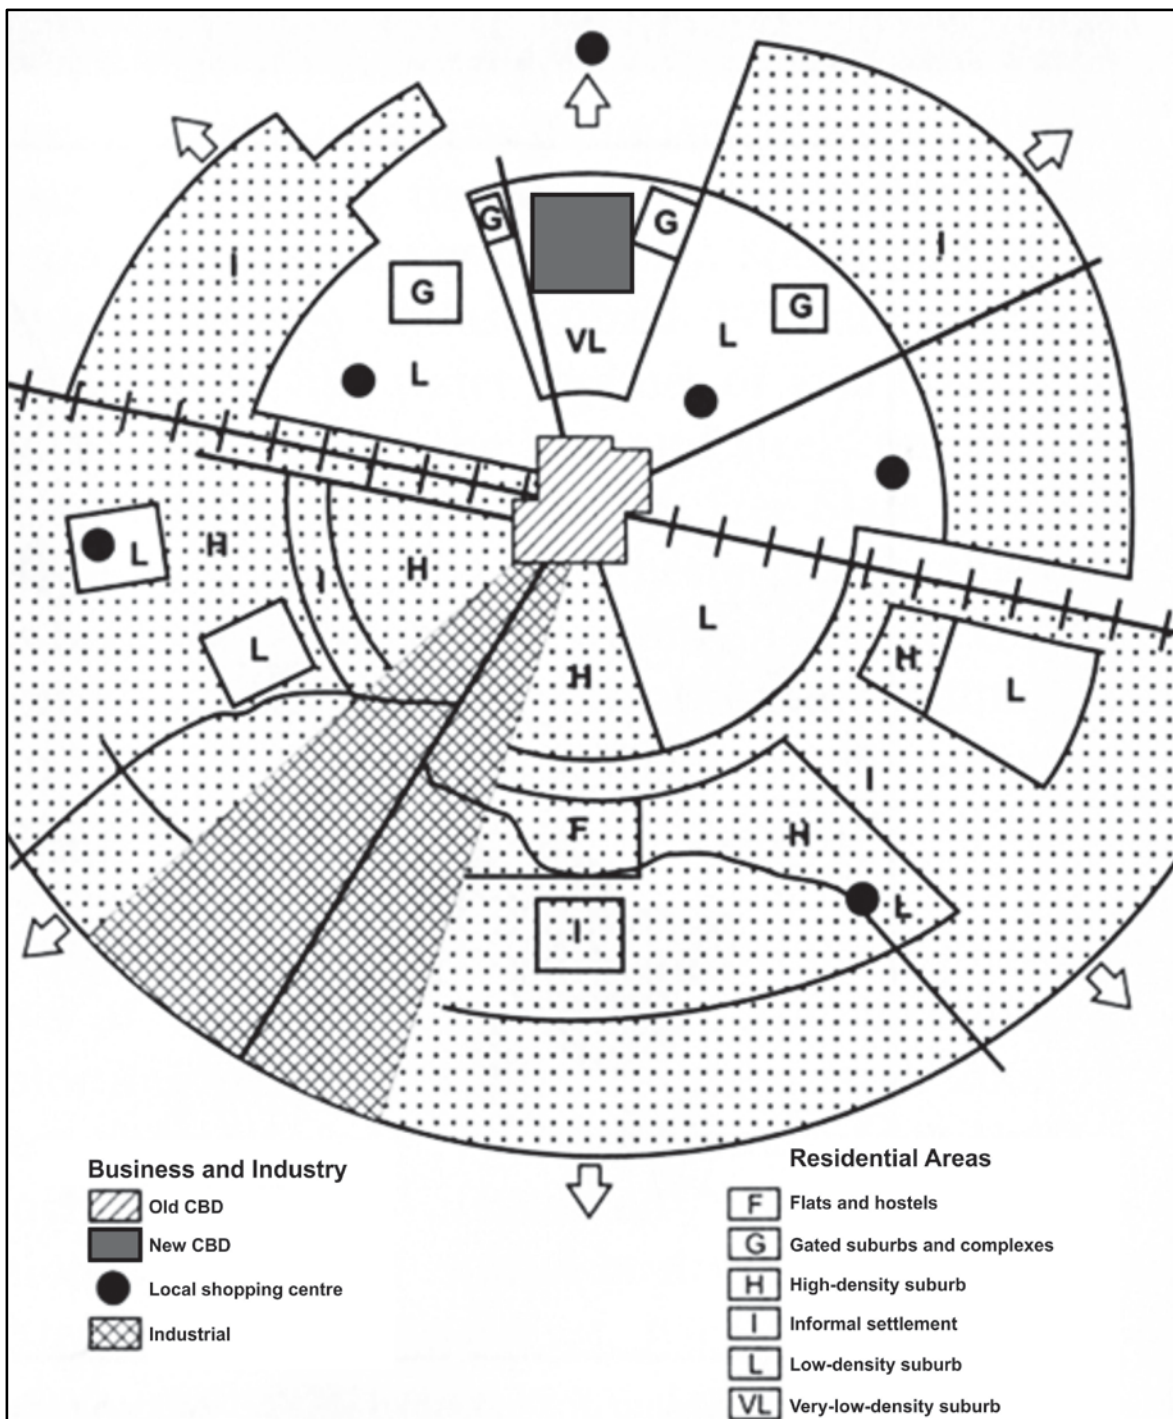 G
G
G
G
I
I
VL
L
L
L
H
I
H
L
L
H
H
L
I
F
H
L
I
Business and Industry
Old CBD
New CBD
Local shopping centre
Industrial
Residential Areas
F Flats and hostels
G Gated suburbs and complexes
H High-density suburb
I Informal settlement
L Low-density suburb
VL Very-low-density suburb